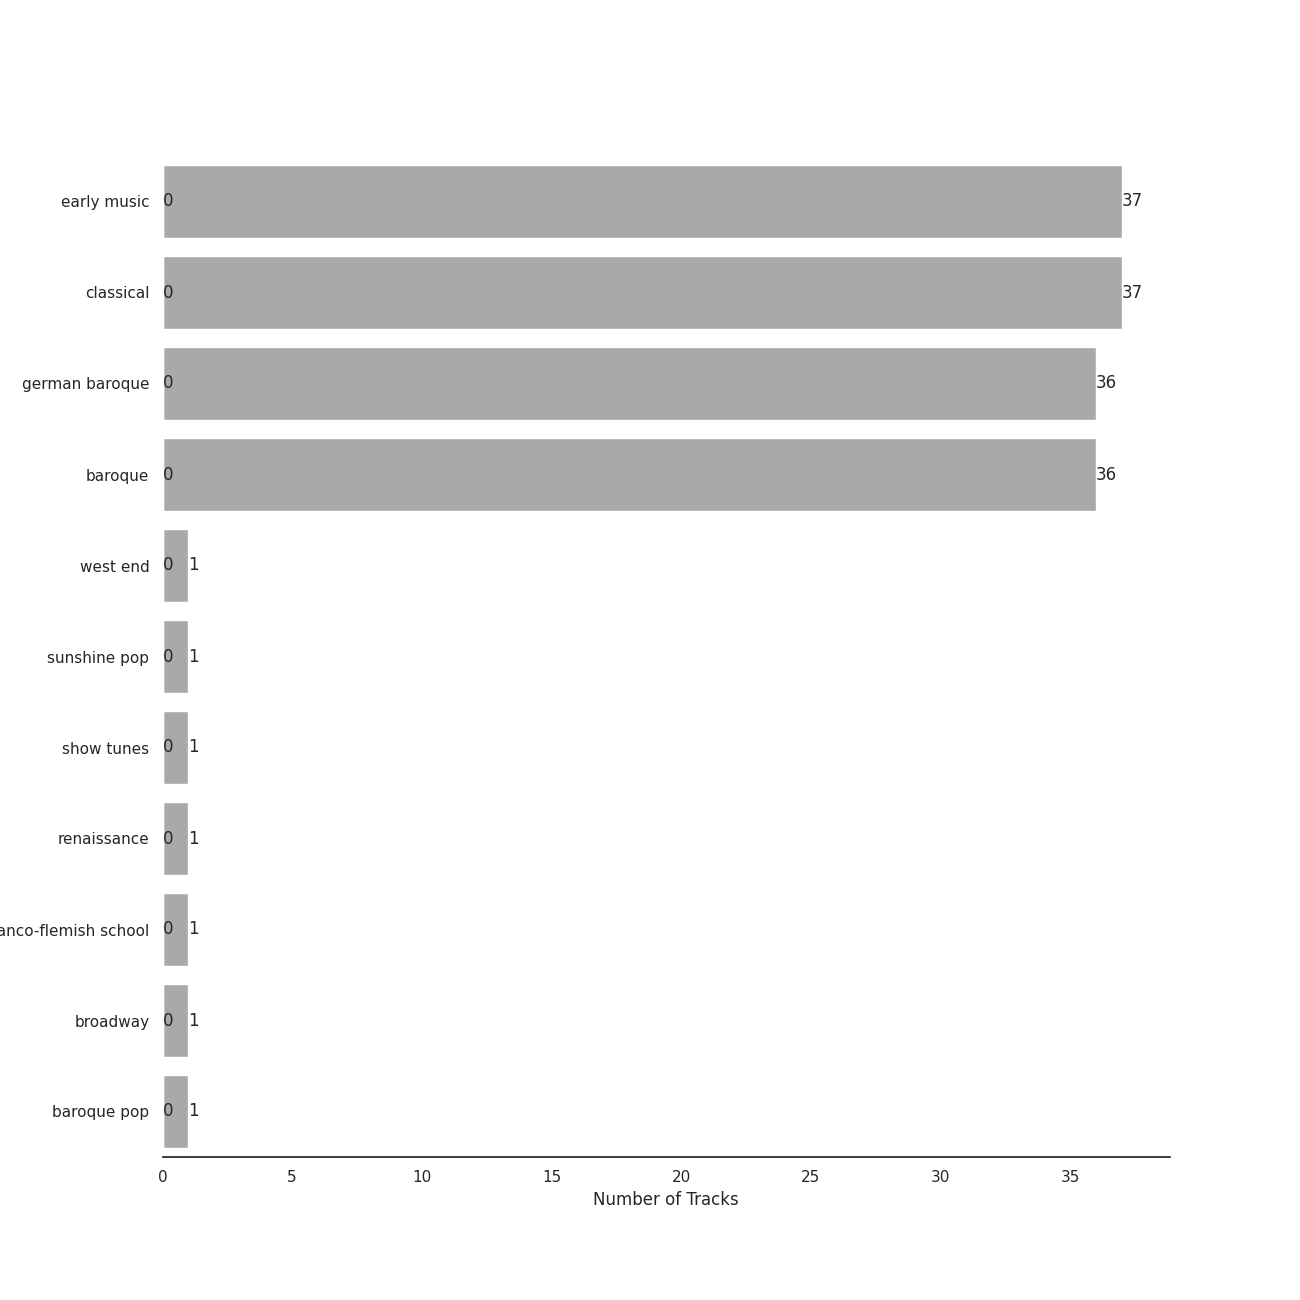 early music 0 37
classical 0 37
german baroque 0 36
baroque 0 36
west end 0 1
sunshine pop 0 1
show tunes 0 1
renaissance 0 1
anco-flemish school 0 1
broadway 0 1
baroque pop 0 1
0 5 10 15 20 25 30 35
Number of Tracks